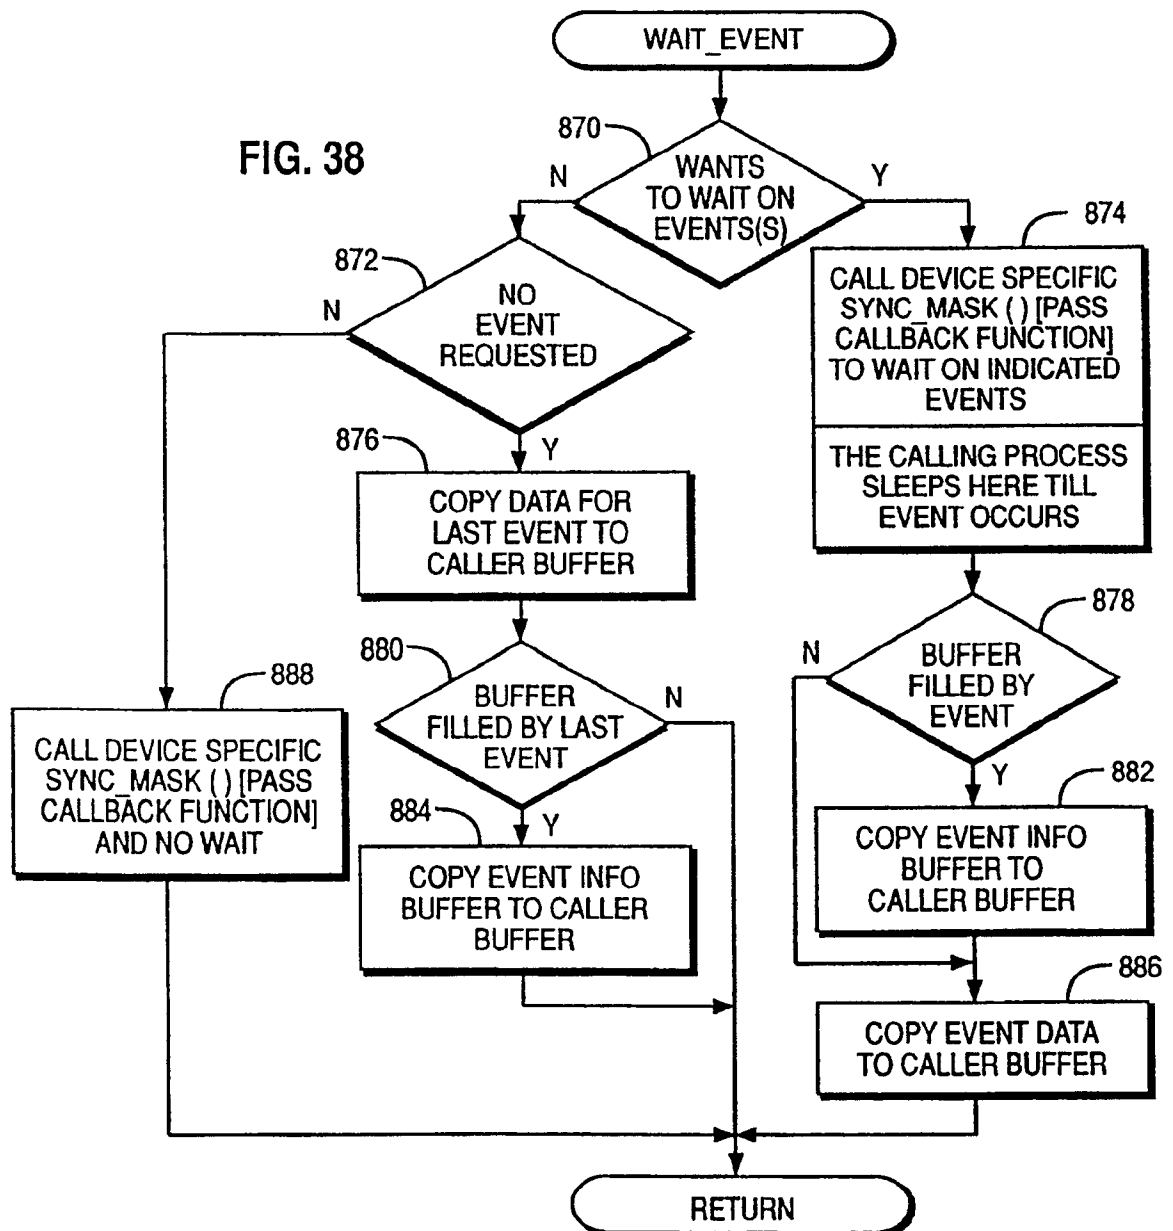 WAIT_EVENT
FIG. 38
870
WANTS
TO WAIT ON
EVENTS(S)
N
Y
872
NO
EVENT
REQUESTED
N
Y
874
CALL DEVICE SPECIFIC
SYNC_MASK ( ) [PASS
CALLBACK FUNCTION]
TO WAIT ON INDICATED
EVENTS
THE CALLING PROCESS
SLEEPS HERE TILL
EVENT OCCURS
876
COPY DATA FOR
LAST EVENT TO
CALLER BUFFER
878
BUFFER
FILLED BY
EVENT
N
Y
880
BUFFER
FILLED BY LAST
EVENT
N
Y
888
CALL DEVICE SPECIFIC
SYNC_MASK ( ) [PASS
CALLBACK FUNCTION]
AND NO WAIT
884
COPY EVENT INFO
BUFFER TO CALLER
BUFFER
882
COPY EVENT INFO
BUFFER TO
CALLER BUFFER
886
COPY EVENT DATA
TO CALLER BUFFER
RETURN